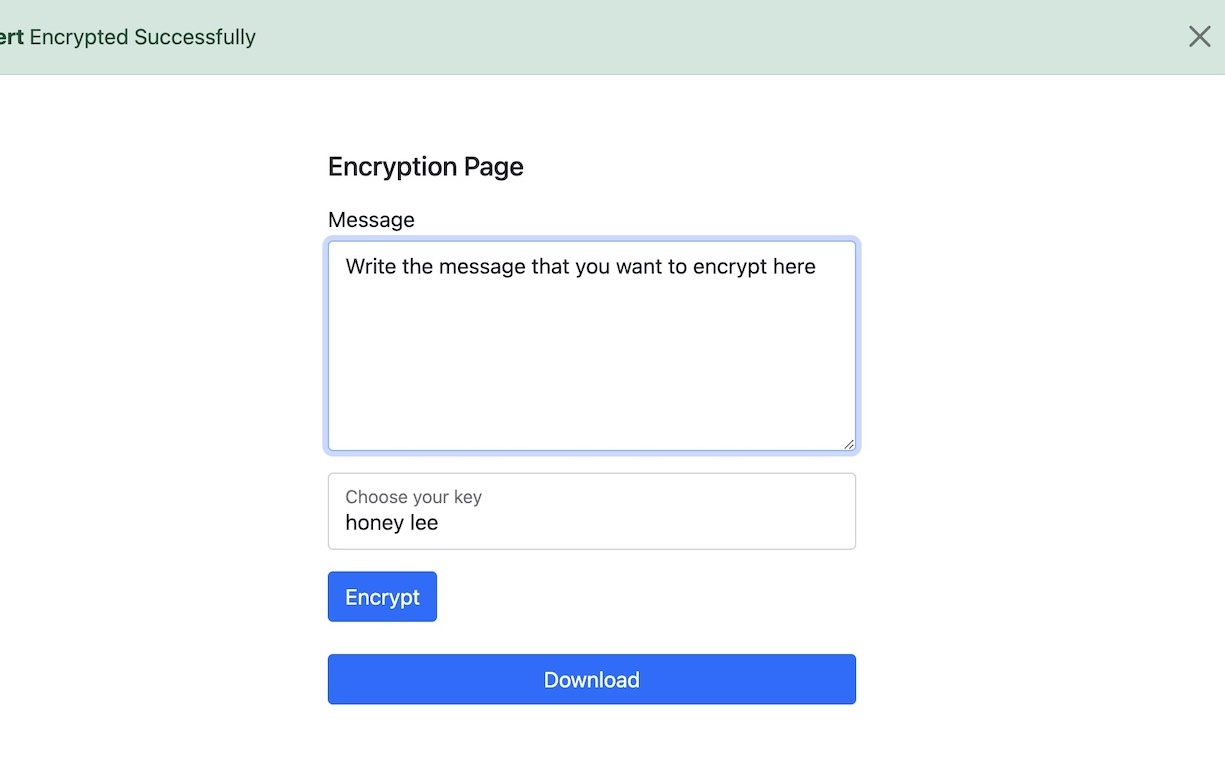 Encrypted Successfully
Encryption Page
Message
Write the message that you want to encrypt here
Choose your key
honey lee
Encrypt
Download